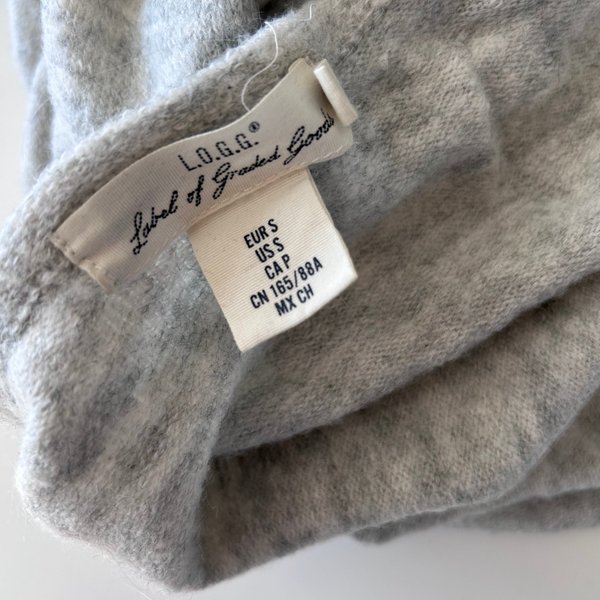 L.O.G.G.®
Label of Graded Goods
EUR S
US S
CA P
CN 165/88A
MX CH